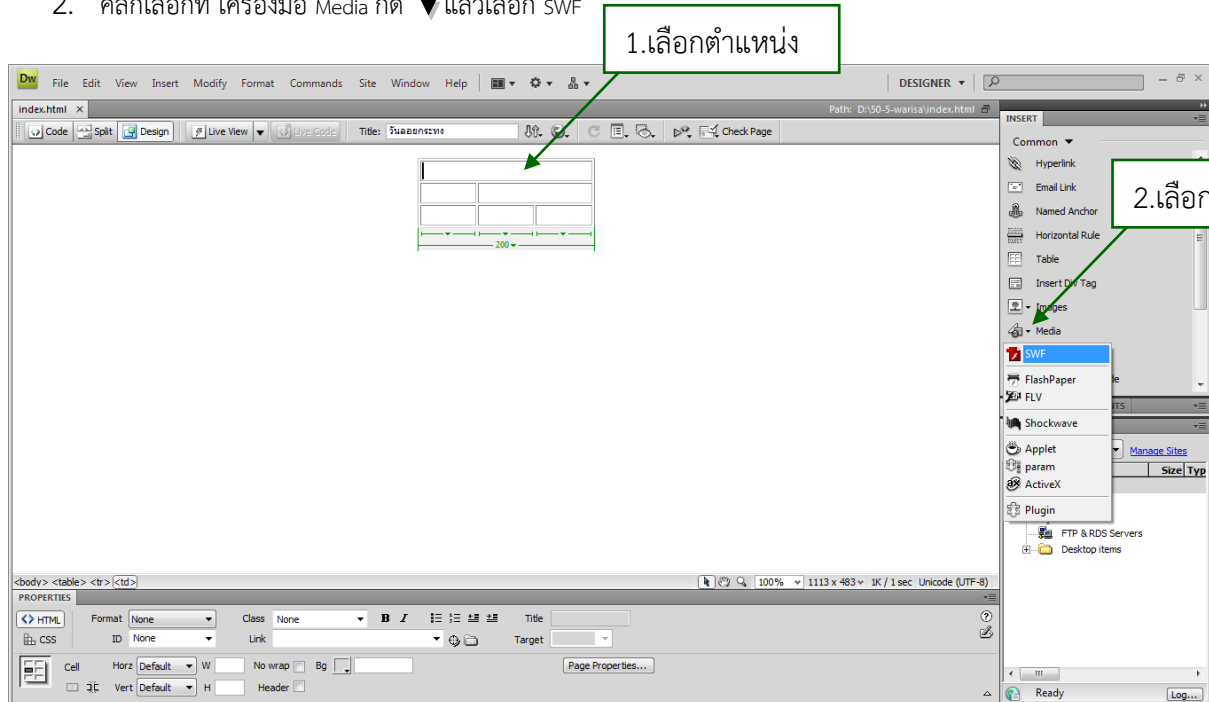 2. คลิกเลือกที่ เครื่องมือ Media กด ▼ แล้วเลือก SWF
1.เลือกตำแหน่ง
Dw File Edit View Insert Modify Format Commands Site Window Help DESIGNER
index.html × Path: D:\50-5-warisa\index.html
Code Split Design Live View Live Code Title: วันลอยกระทง Check Page
INSERT
Common
Hyperlink
Email Link
2.เลือก
Named Anchor
Horizontal Rule
Table
Insert Div Tag
Images
Media
SWF
FlashPaper
FLV
Shockwave
Applet
param
ActiveX
Plugin
200
Manage Sites
Size Typ
FTP & RDS Servers
Desktop items
<body> <table> <tr> <td> 100% 1113 x 483 1K / 1 sec Unicode (UTF-8)
PROPERTIES
HTML Format None Class None B I Title
CSS ID None Link Target
Cell Horz Default W No wrap Bg Page Properties...
Vert Default H Header
Ready Log...